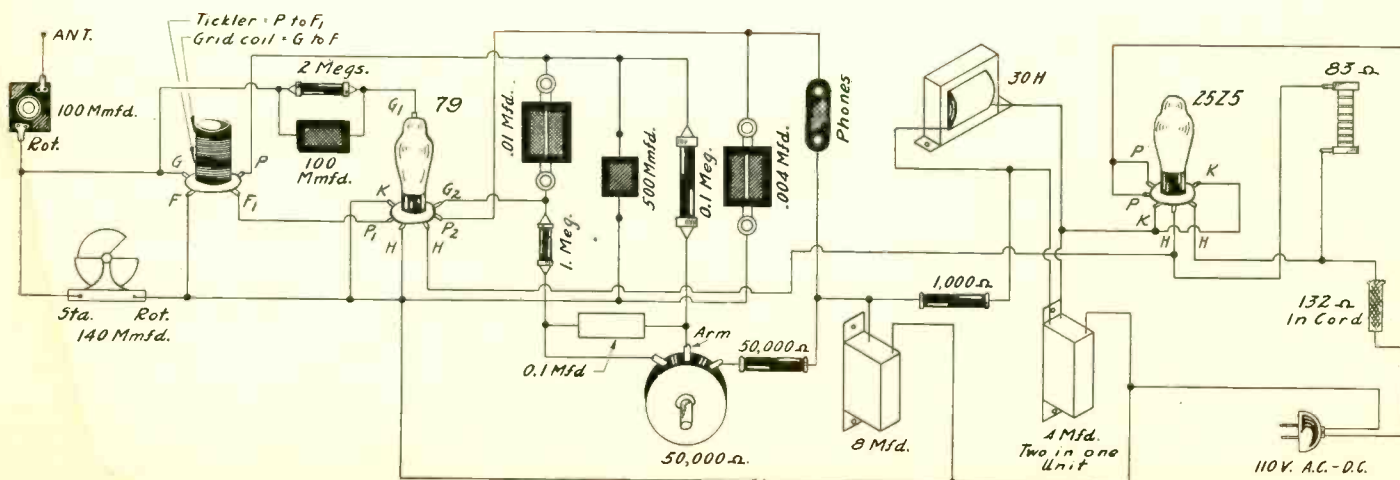 Tickler = P to F1
Grid coil = G to F
ANT.
100 Mmfd.
Rot.
G
P
F
F1
2 Megs.
100
Mmfd.
G1
79
K
G2
P1
P2
H
H
.01 Mfd.
1. Meg.
500 Mmfd.
0.1 Meg.
.004 Mfd.
Phones
30H
25Z5
P
K
P
K
H
H
83 Ω
132 Ω
In Cord
Sta.
Rot.
140 Mmfd.
0.1 Mfd
Arm
50,000 Ω
50,000 Ω.
1,000 Ω
8 Mfd.
4 Mfd.
Two in one
Unit
110 V. A.C.-D.C.